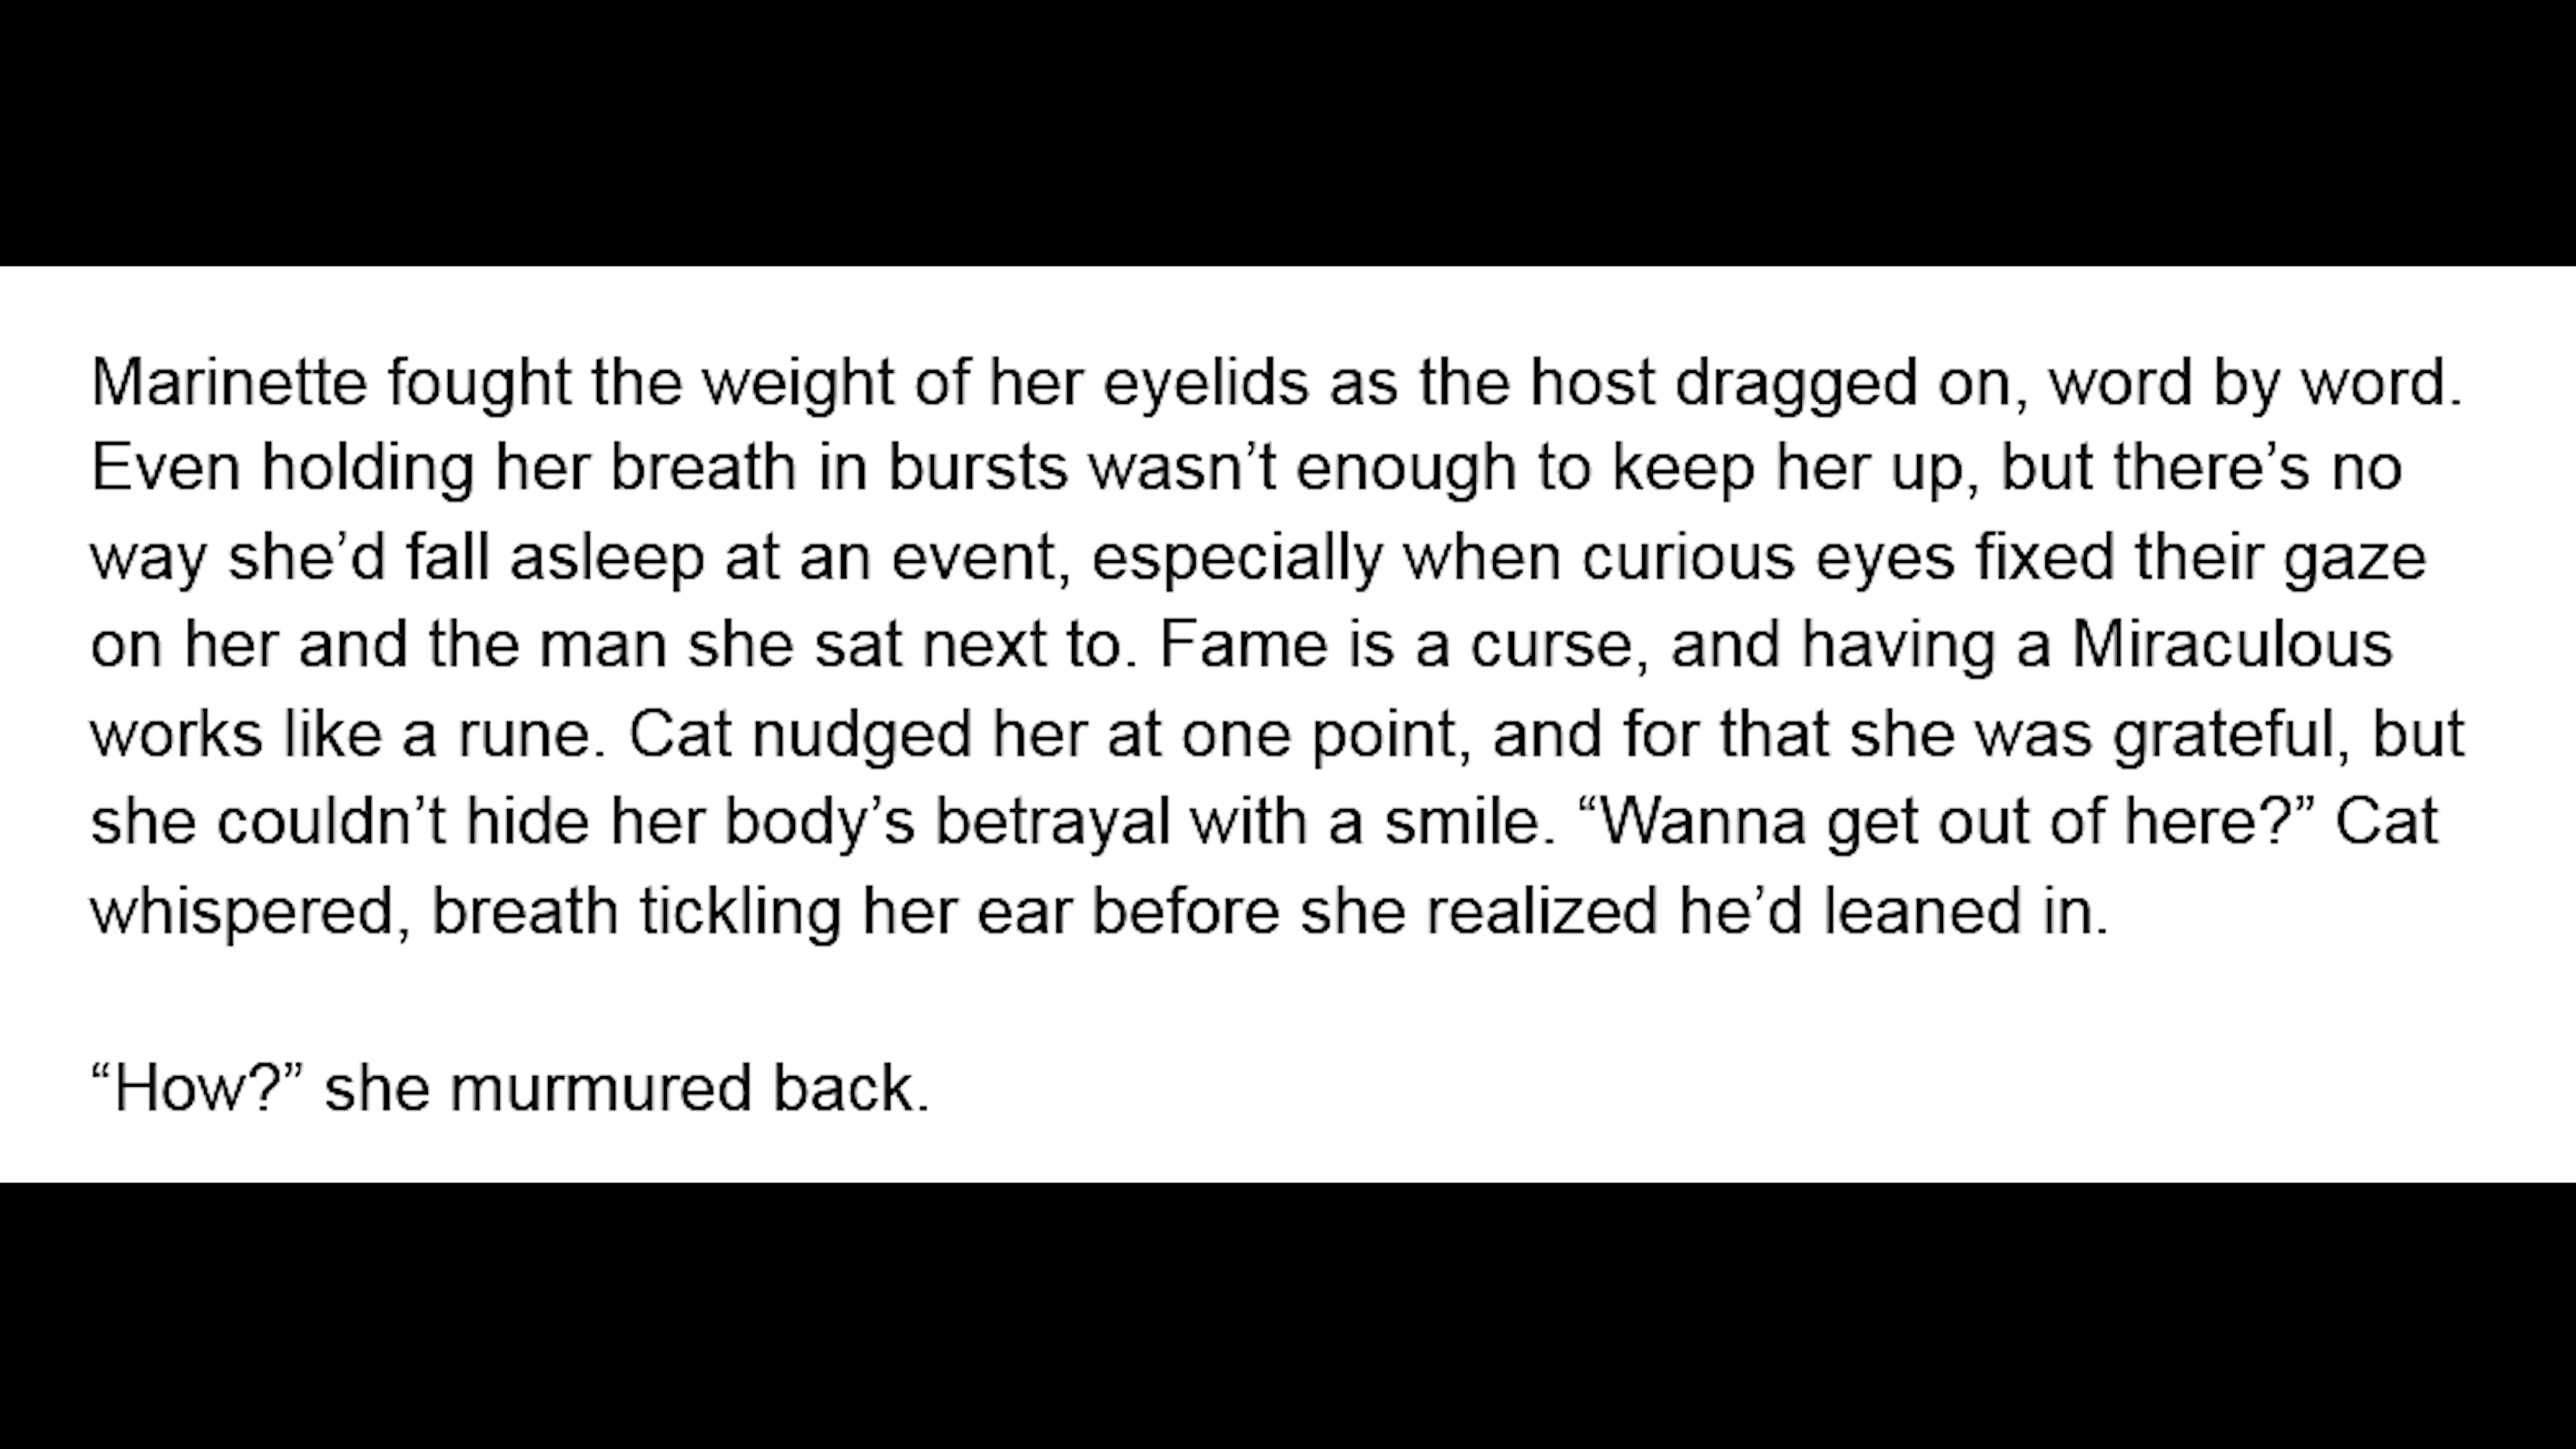 Marinette fought the weight of her eyelids as the host dragged on, word by word.
Even holding her breath in bursts wasn’t enough to keep her up, but there’s no
way she’d fall asleep at an event, especially when curious eyes fixed their gaze
on her and the man she sat next to. Fame is a curse, and having a Miraculous
works like a rune. Cat nudged her at one point, and for that she was grateful, but
she couldn’t hide her body’s betrayal with a smile. “Wanna get out of here?” Cat
whispered, breath tickling her ear before she realized he’d leaned in.
“How?” she murmured back.